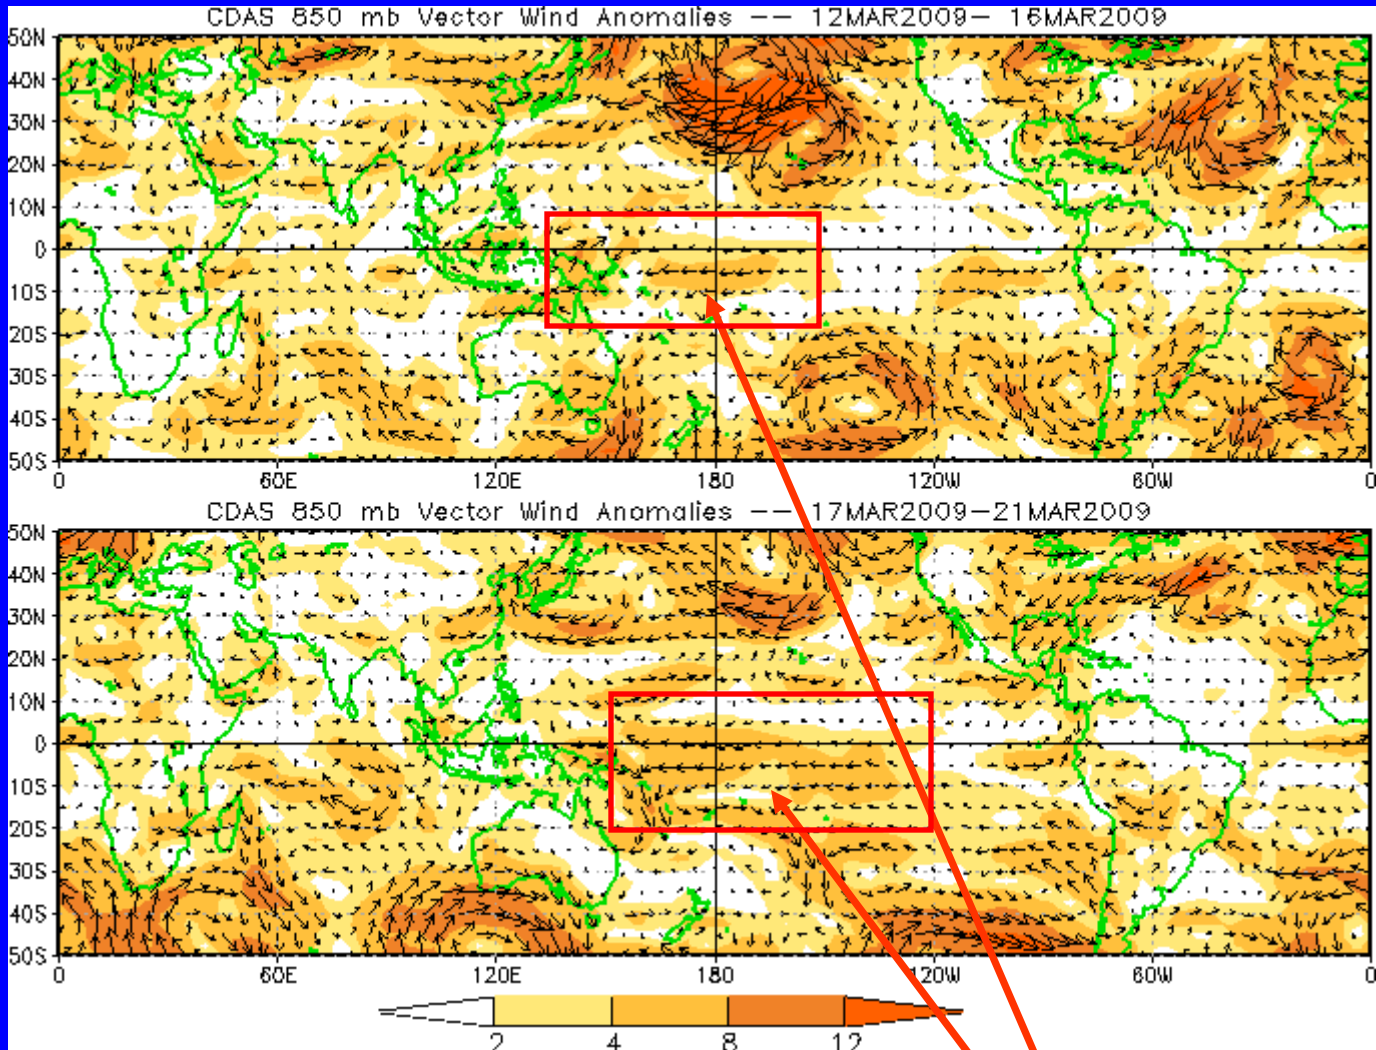 CDAS 850 mb Vector Wind Anomalies -- 12MAR2009- 16MAR2009
50N
40N
30N
20N
10N
0
10S
20S
30S
40S
50S
0 60E 120E 180 120W 60W 0
CDAS 850 mb Vector Wind Anomalies -- 17MAR2009-21MAR2009
50N
40N
30N
20N
10N
0
10S
20S
30S
40S
50S
0 60E 120E 180 120W 60W 0
2 4 8 12